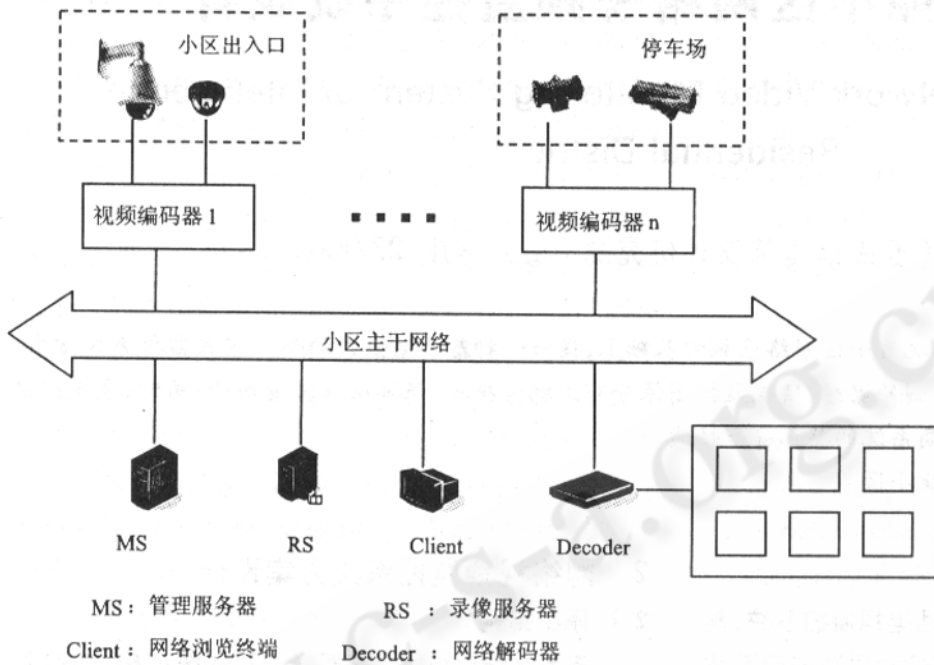 小区出入口
停车场
视频编码器 1
视频编码器 n
小区主干网络
MS
RS
Client
Decoder
MS：管理服务器
RS ：录像服务器
Client：网络浏览终端
Decoder：网络解码器